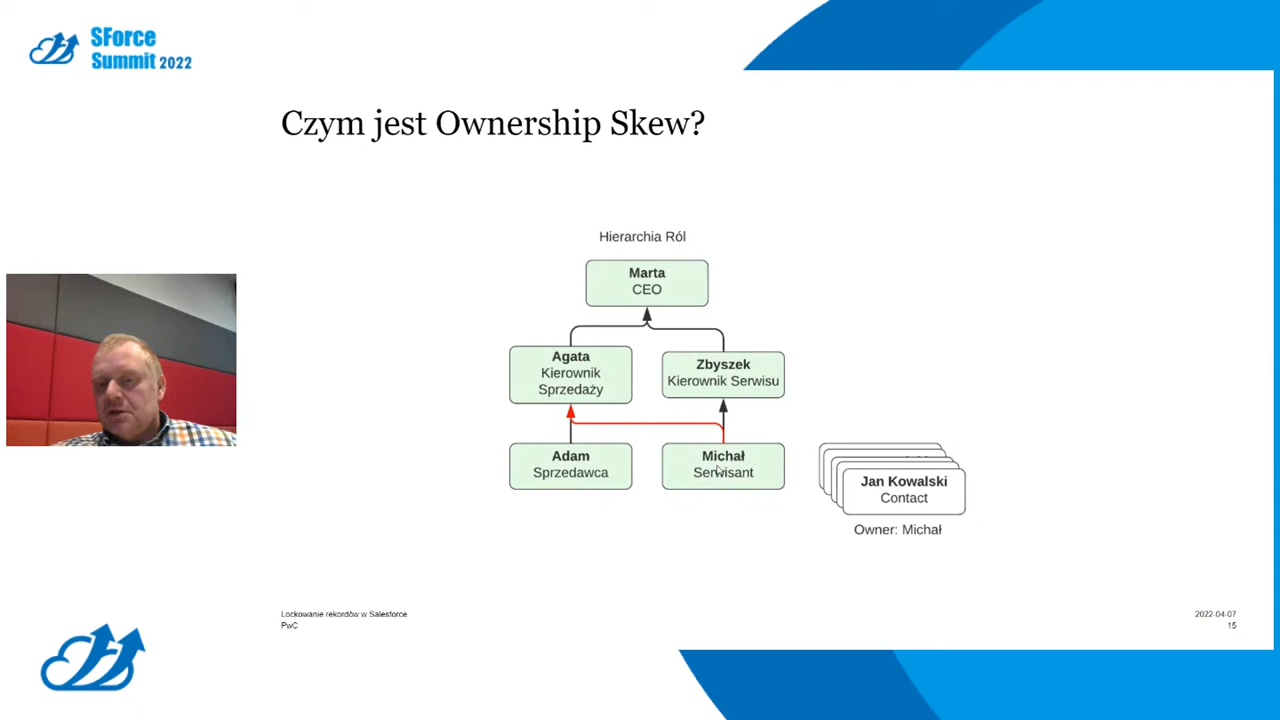 SForce
Summit 2022
Czym jest Ownership Skew?
Hierarchia Ról
Marta
CEO
Agata
Kierownik
Sprzedaży
Zbyszek
Kierownik Serwisu
Adam
Sprzedawca
Michał
Serwisant
Jan Kowalski
Contact
Owner: Michał
Lockowanie rekordów w Salesforce
PwC
2022-04-07
15